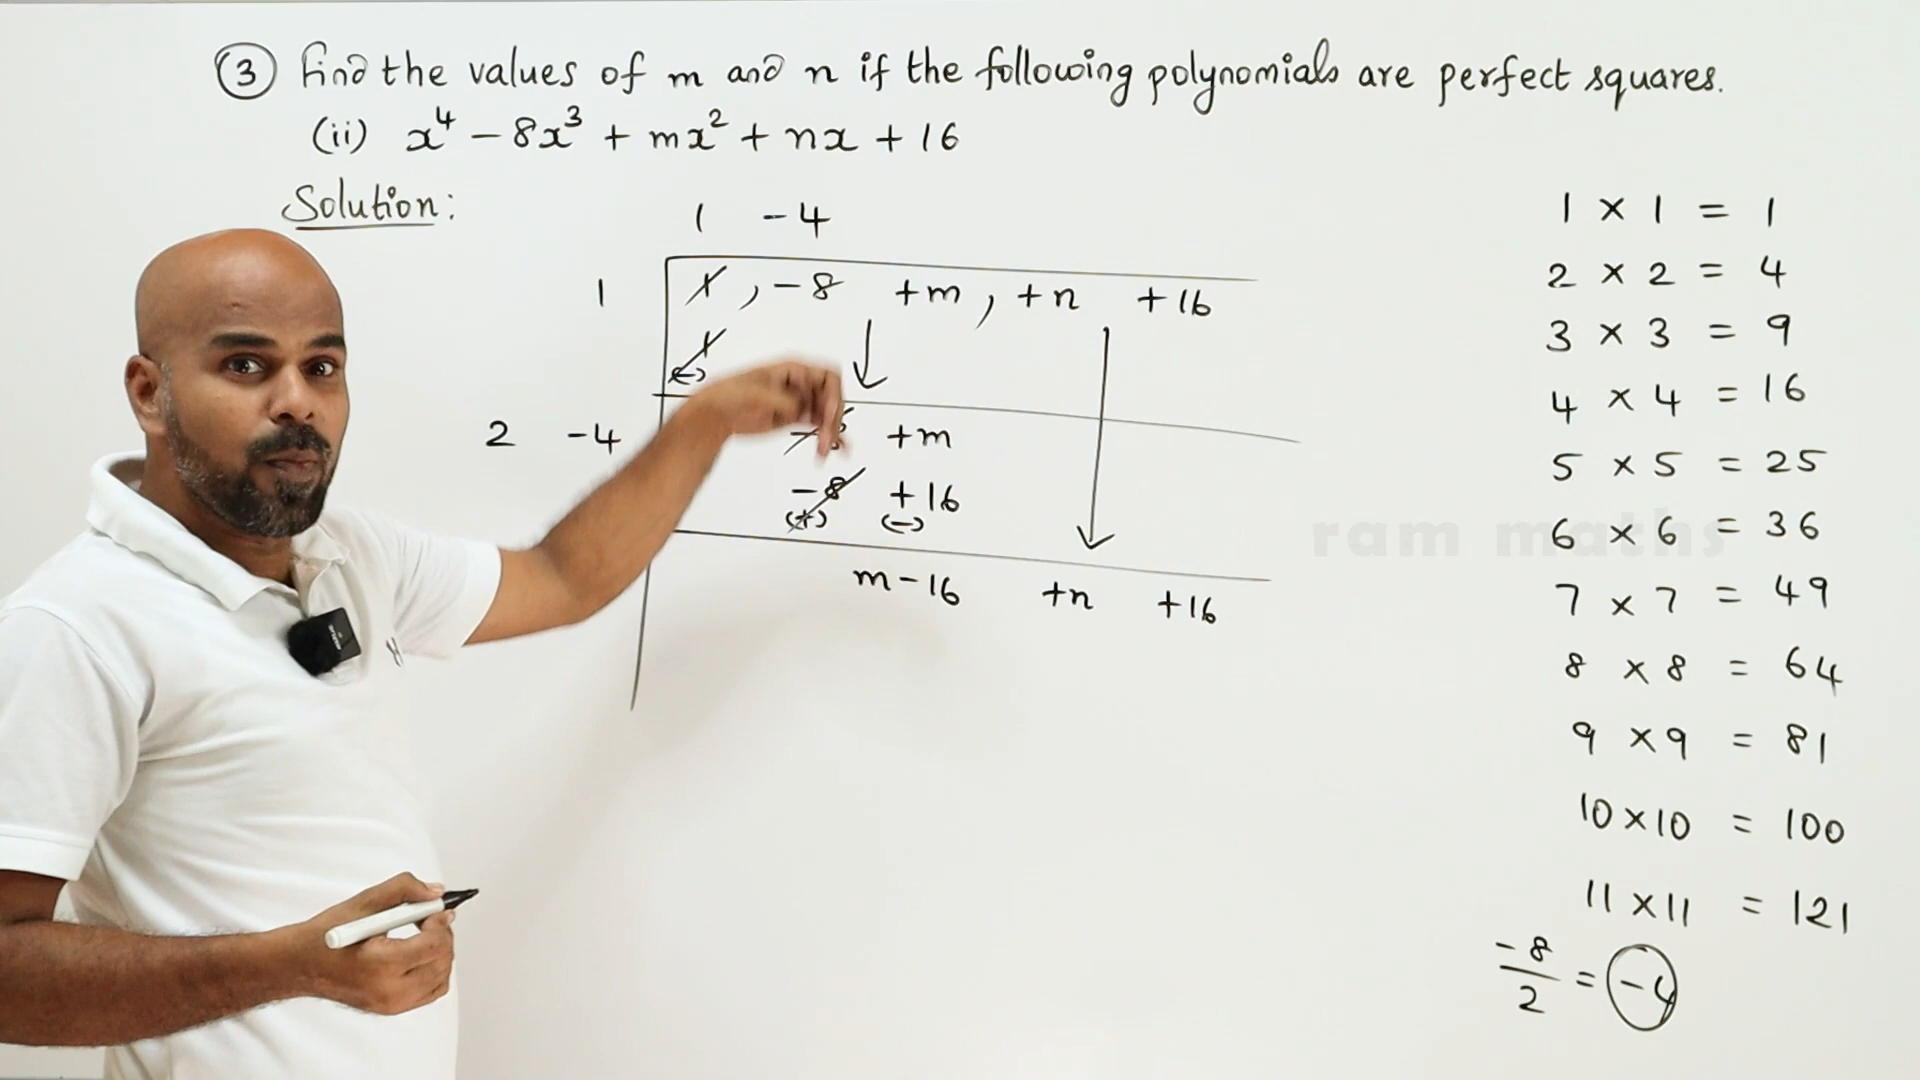 (3) Find the values of m and n if the following polynomials are perfect squares.
(ii) x⁴ - 8x³ + mx² + nx + 16
Solution:
1 -4
1 1, -8 +m, +n +16
1
(-)
2 -4 +m
-8 +16
(+) (-)
m-16 +n +16
1 × 1 = 1
2 × 2 = 4
3 × 3 = 9
4 × 4 = 16
5 × 5 = 25
6 × 6 = 36
7 × 7 = 49
8 × 8 = 64
9 × 9 = 81
10 × 10 = 100
11 × 11 = 121
-8/2 = -4
ram maths